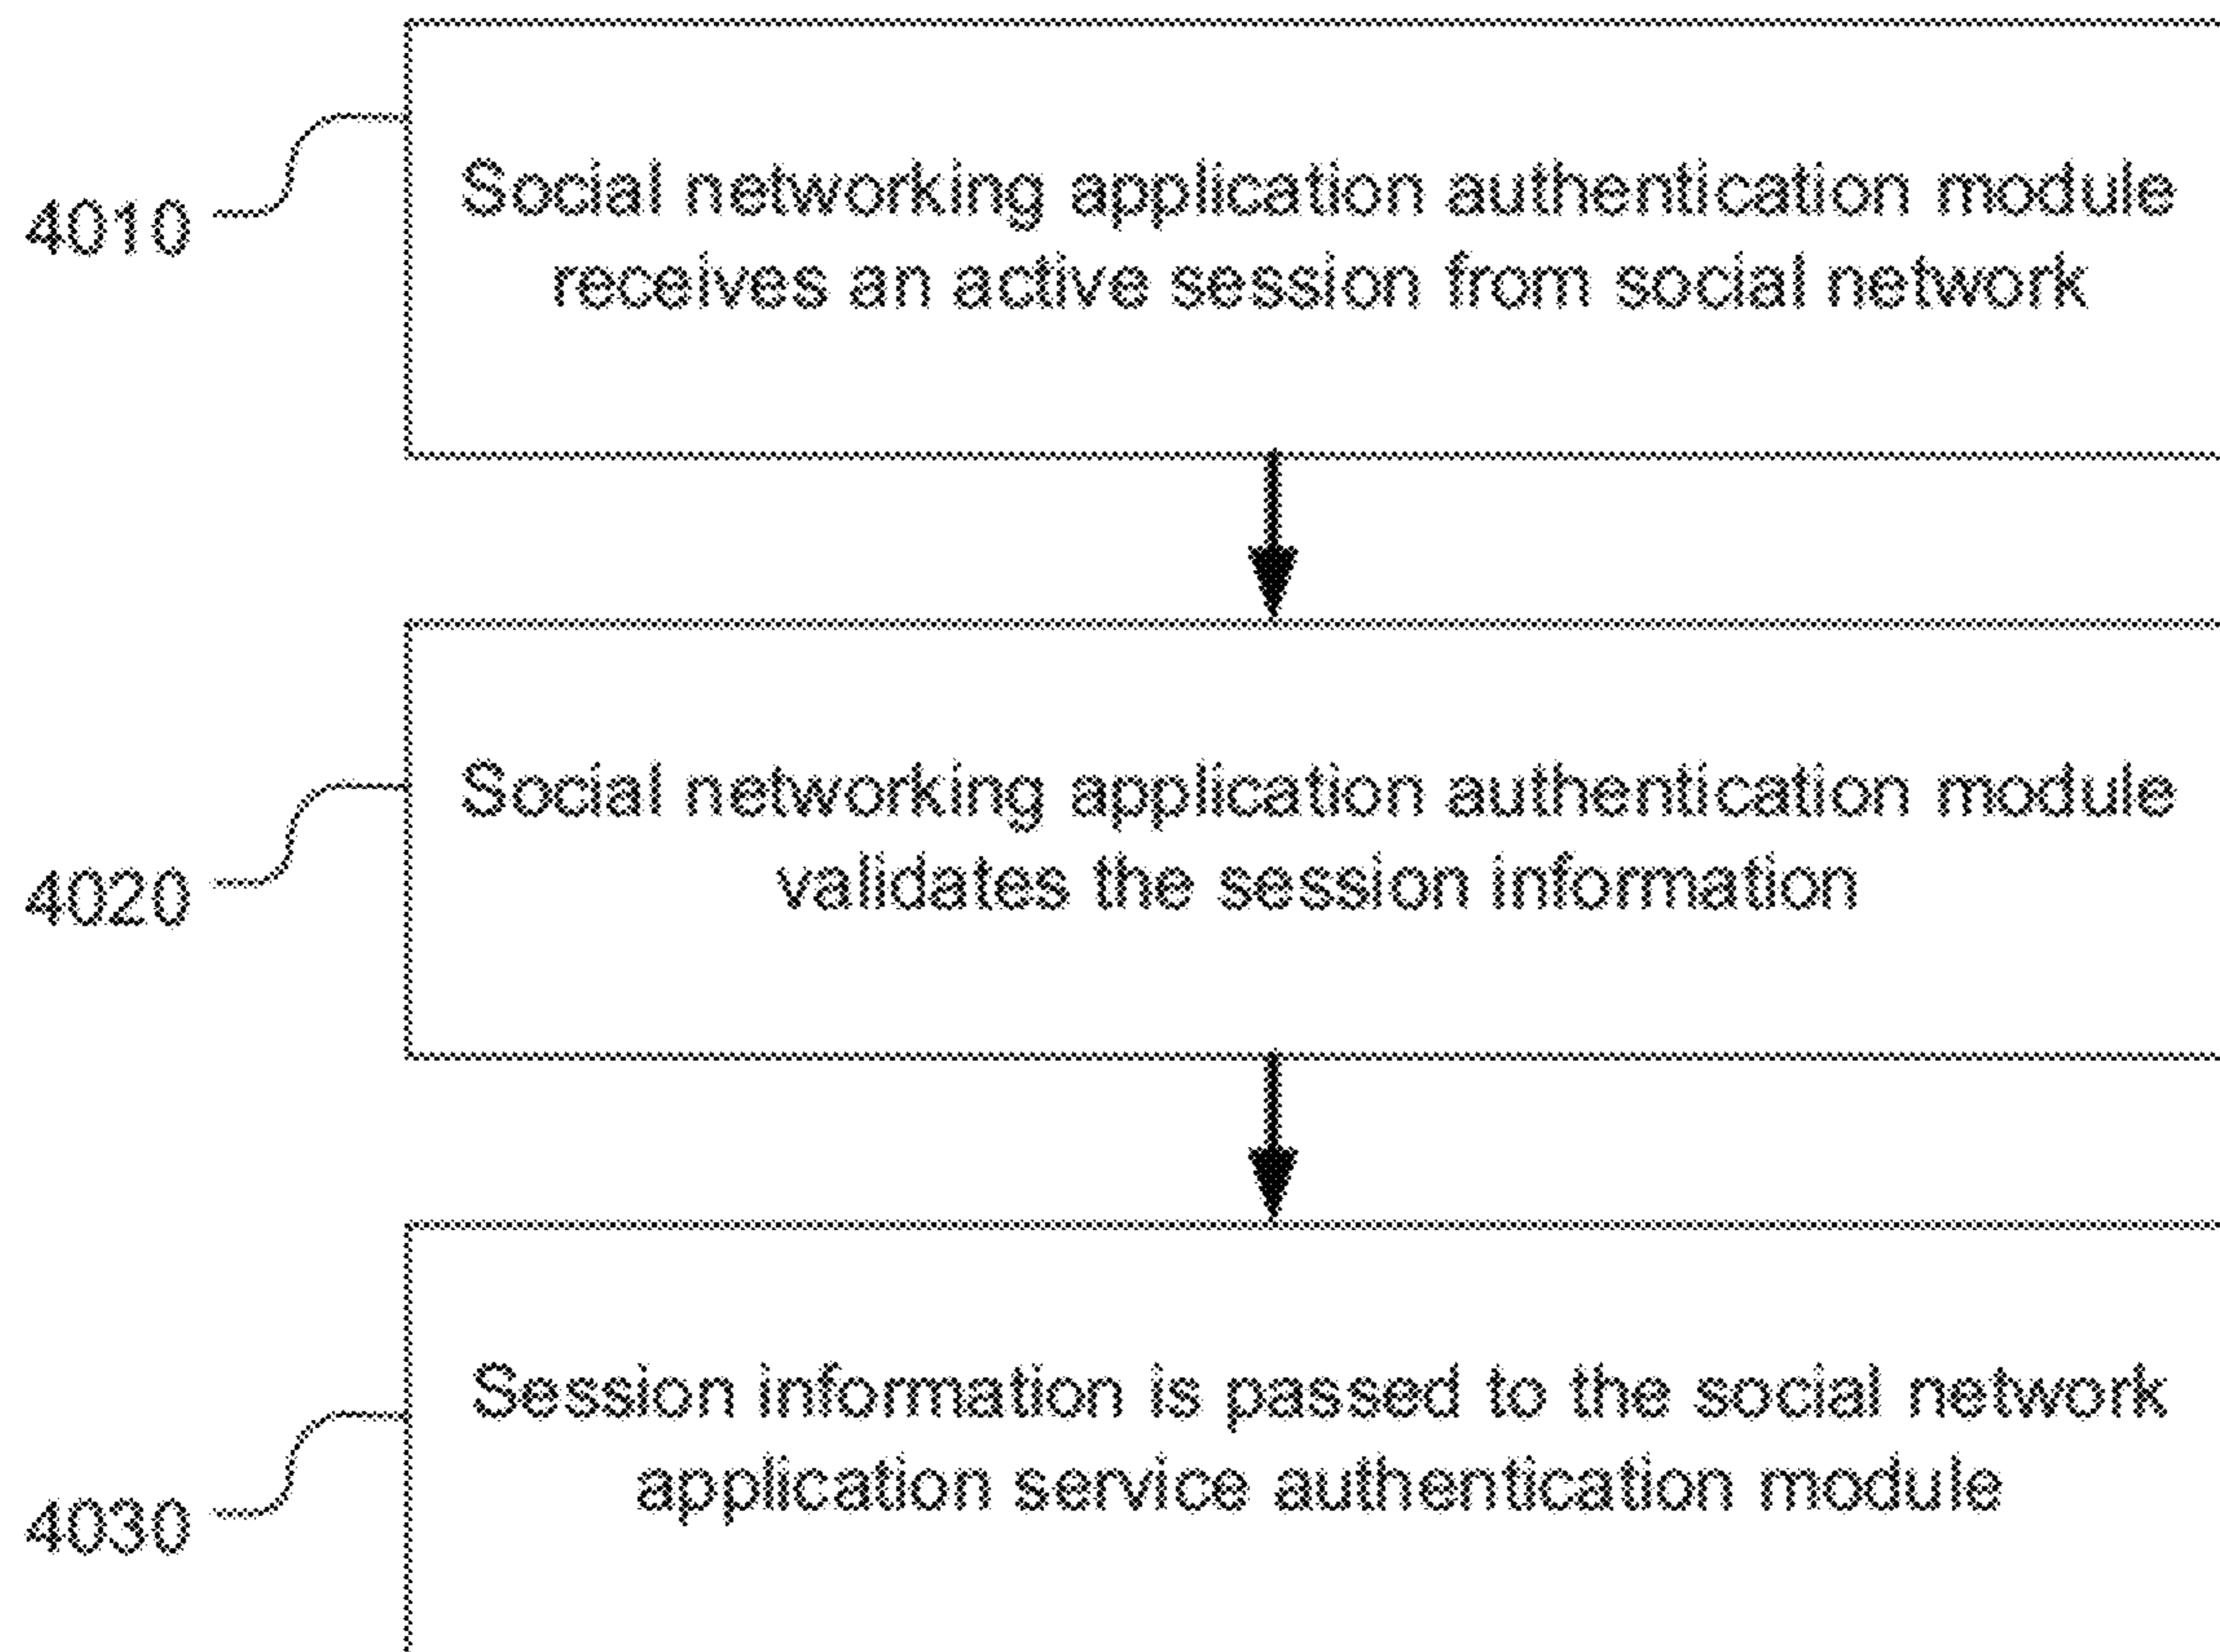 4010
Social networking application authentication module
receives an active session from social network
4020
Social networking application authentication module
validates the session information
4030
Session information is passed to the social network
application service authentication module